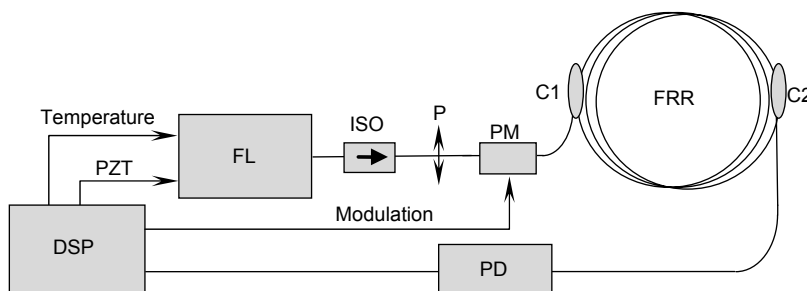 Temperature
PZT
FL
ISO
P
PM
C1
FRR
C2
DSP
Modulation
PD